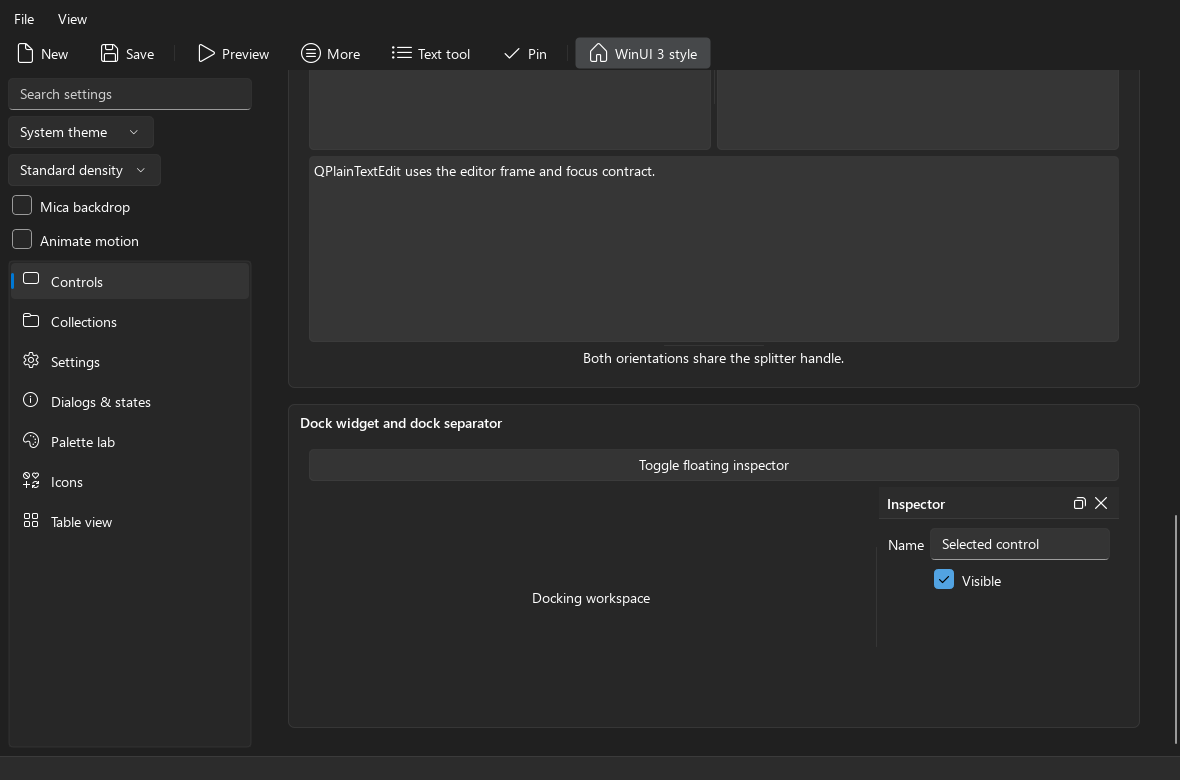 File View
New Save Preview More Text tool Pin WinUI 3 style
Search settings
System theme
Standard density
Mica backdrop
Animate motion
Controls
Collections
Settings
Dialogs & states
Palette lab
Icons
Table view
QPlainTextEdit uses the editor frame and focus contract.
Both orientations share the splitter handle.
Dock widget and dock separator
Toggle floating inspector
Docking workspace
Inspector
Name Selected control
Visible